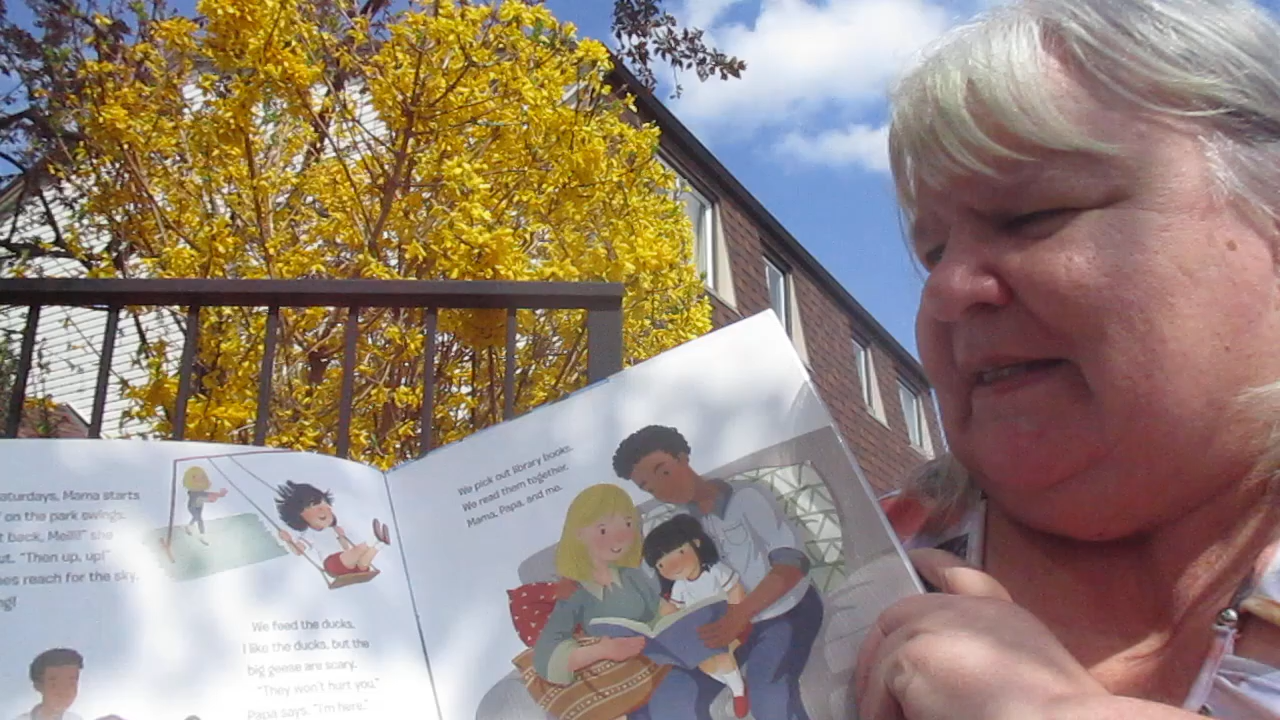 aturdays, Mama starts
on the park swings.
back, Meili!" she
"Then up, up!"
reach for the sky.
We feed the ducks.
I like the ducks, but the
big geese are scary.
"They won't hurt you,"
Papa says. "I'm here."
We pick out library books.
We read them together.
Mama, Papa, and me.